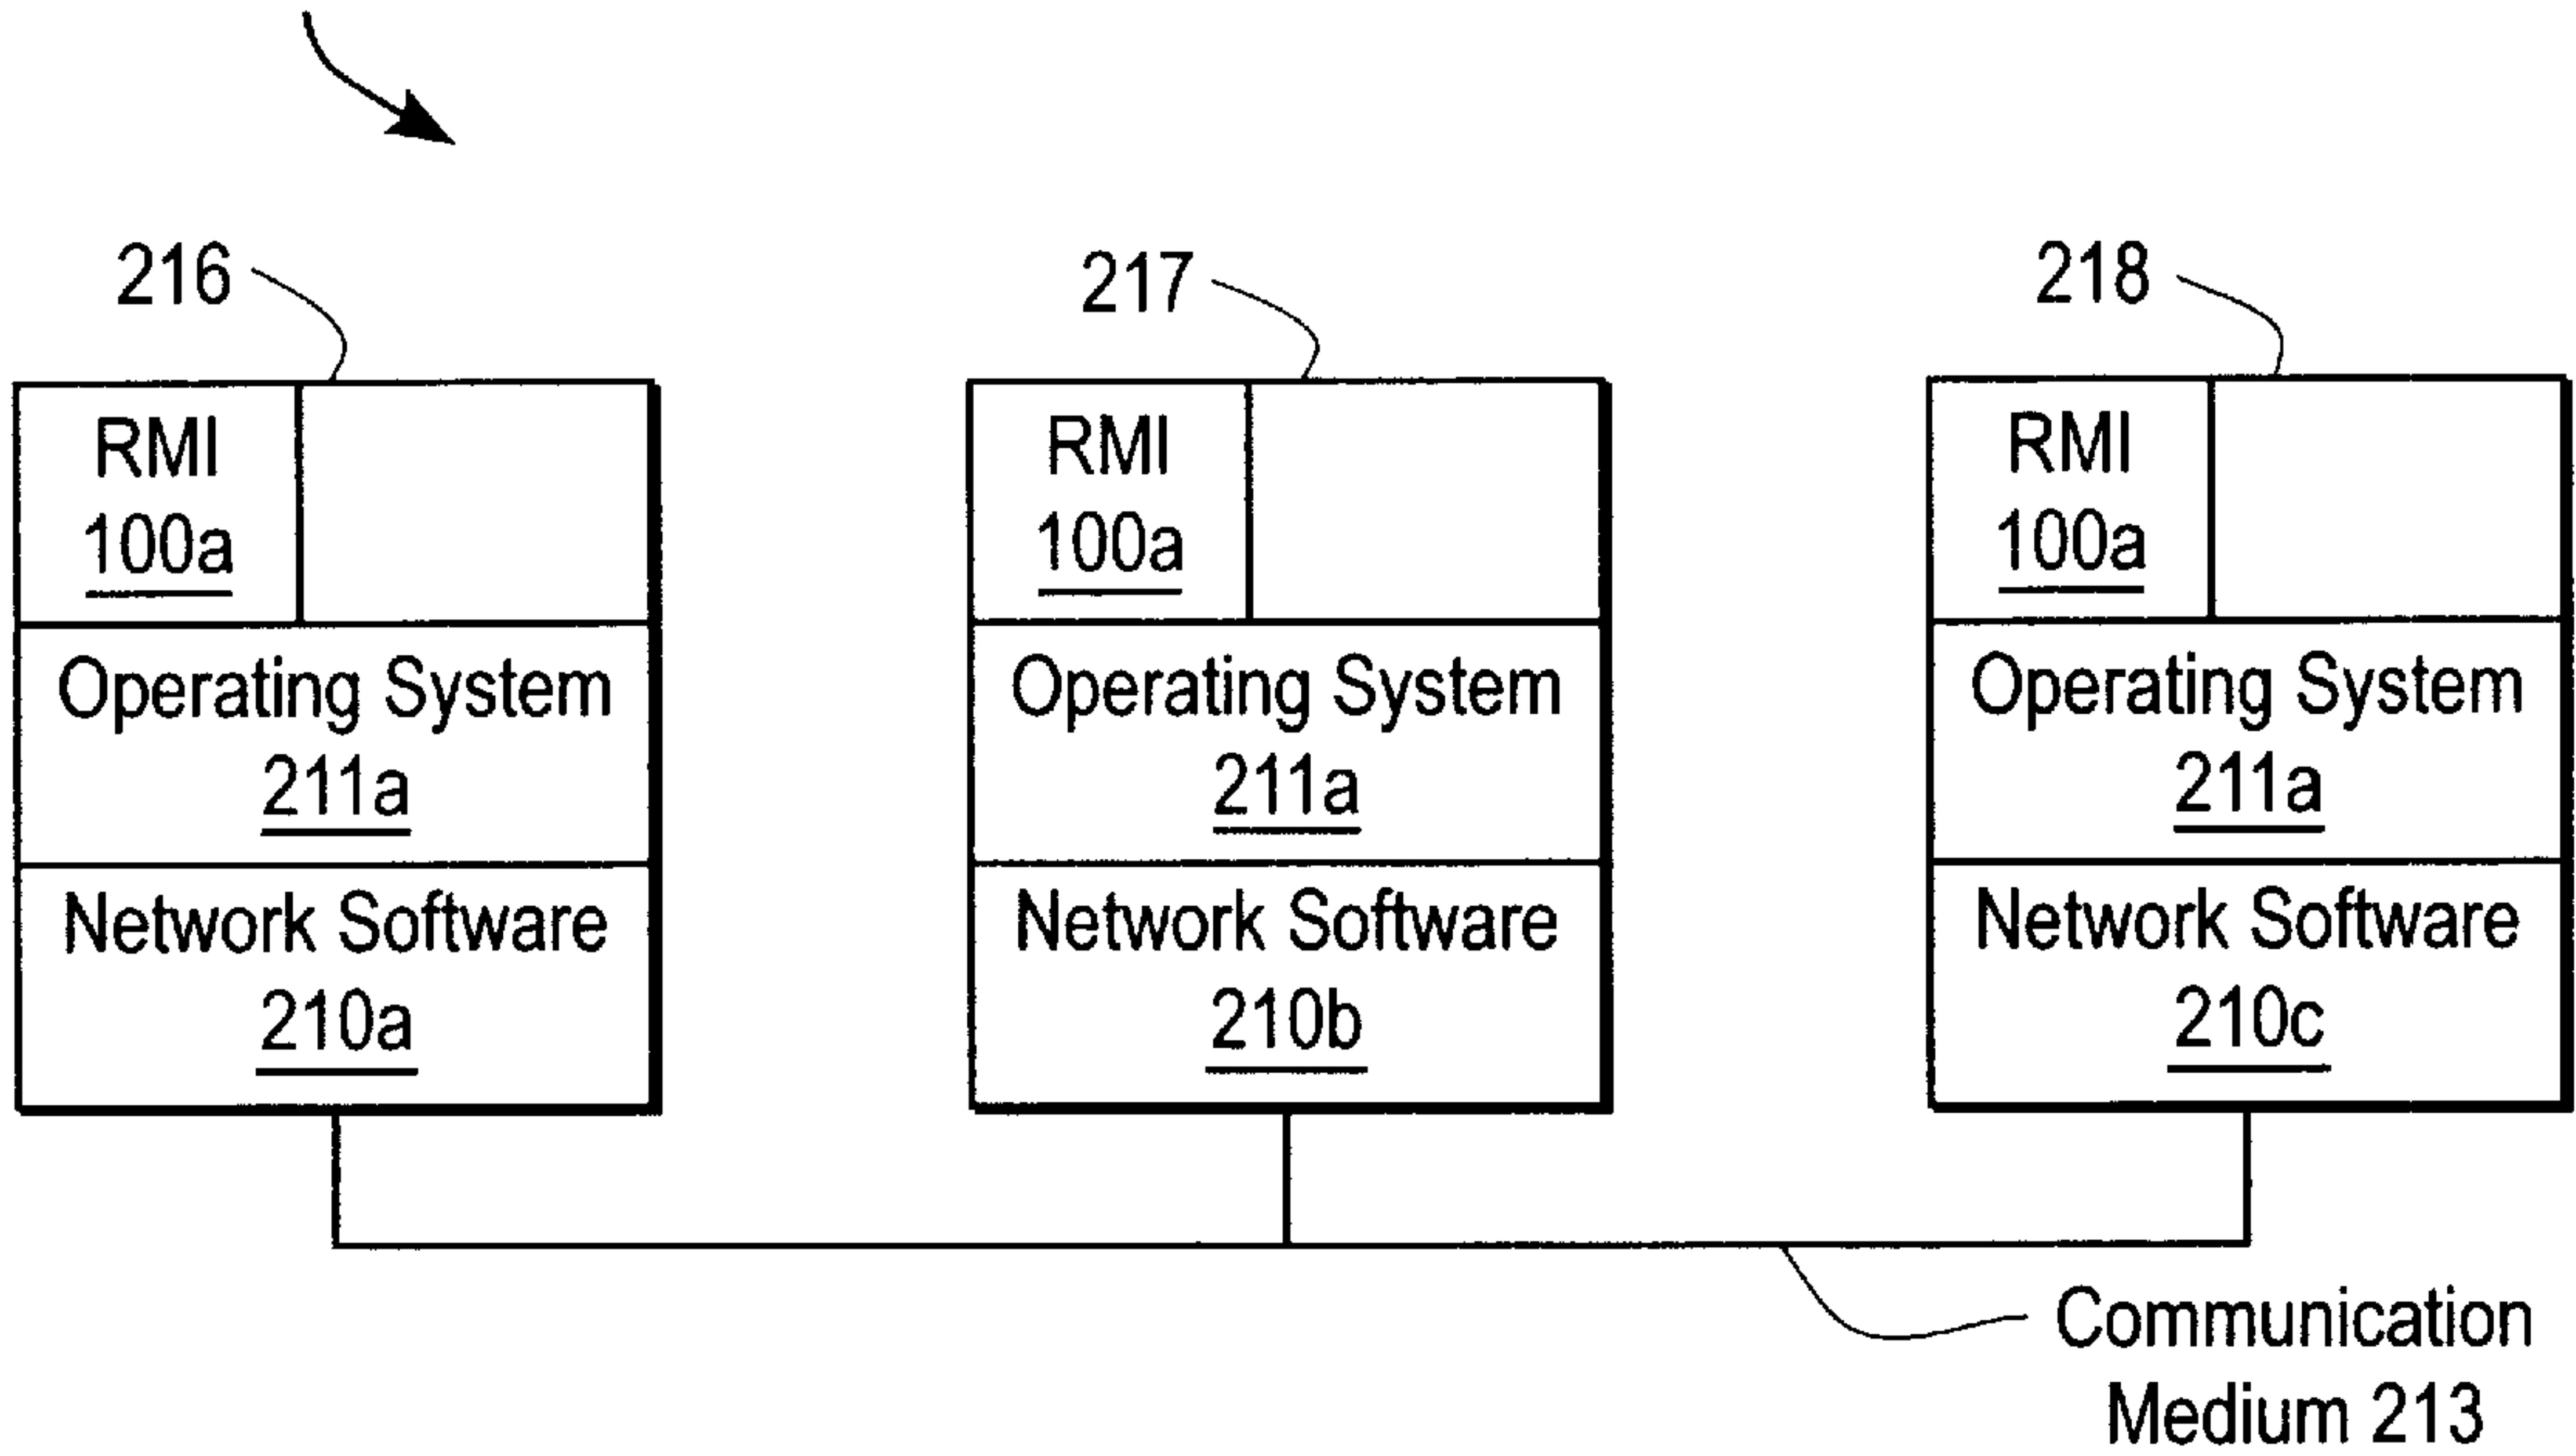 216
217
218
RMI
100a
Operating System
211a
Network Software
210a
RMI
100a
Operating System
211a
Network Software
210b
RMI
100a
Operating System
211a
Network Software
210c
Communication
Medium 213